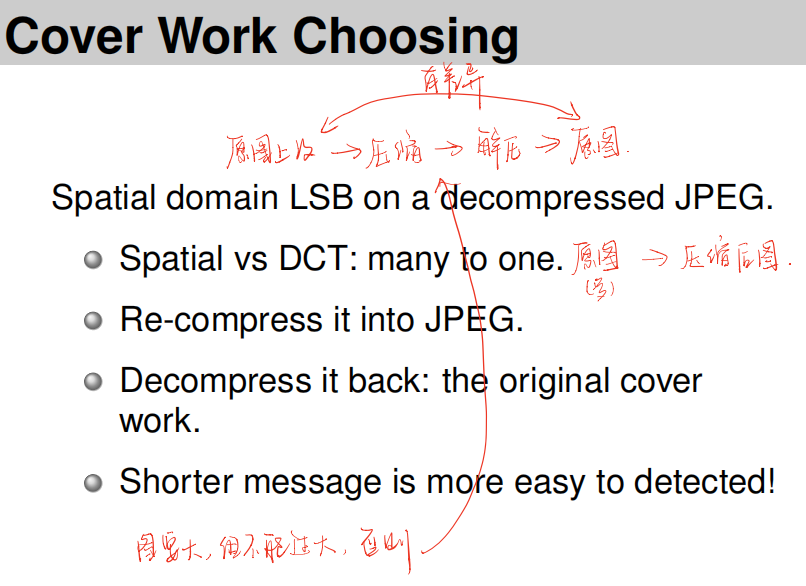 Cover Work Choosing
有差异
原图上改 → 压缩 → 解压 → 原图.
Spatial domain LSB on a decompressed JPEG.
Spatial vs DCT: many to one. 原图 → 压缩后图.
(多)
Re-compress it into JPEG.
Decompress it back: the original cover
work.
Shorter message is more easy to detected!
图要大, 但不能过大, 否则